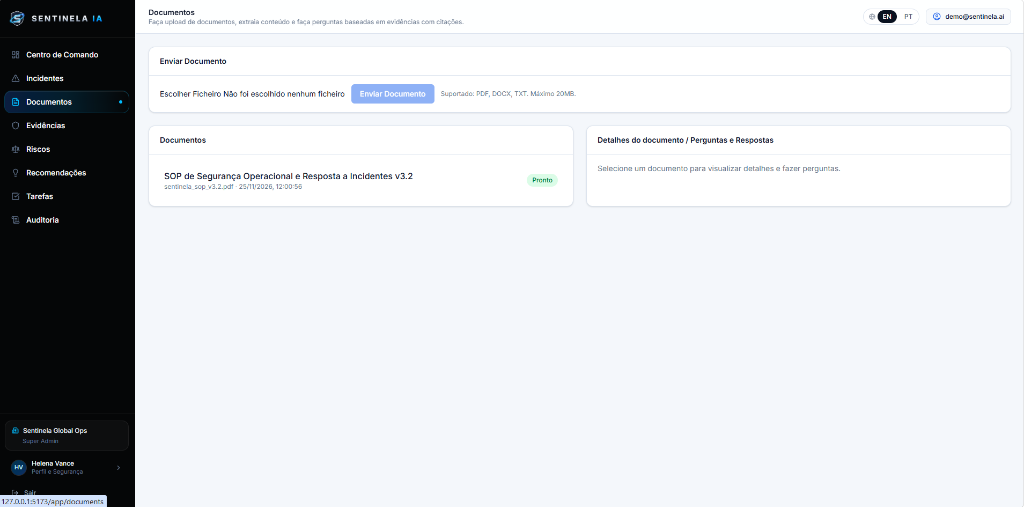 SENTINELA IA
Centro de Comando
Incidentes
Documentos
Evidências
Riscos
Recomendações
Tarefas
Auditoria
Sentinela Global Ops
Super Admin
HV
Helena Vance
Perfil e Segurança
Sair
127.0.0.1:5173/app/documents
Documentos
Faça upload de documentos, extraia conteúdo e faça perguntas baseadas em evidências com citações.
EN PT
demo@sentinela.ai
Enviar Documento
Escolher Ficheiro Não foi escolhido nenhum ficheiro Enviar Documento Suportado: PDF, DOCX, TXT. Máximo 20MB.
Documentos
SOP de Segurança Operacional e Resposta a Incidentes v3.2
sentinela_sop_v3.2.pdf · 25/11/2026, 12:00:56
Pronto
Detalhes do documento / Perguntas e Respostas
Selecione um documento para visualizar detalhes e fazer perguntas.